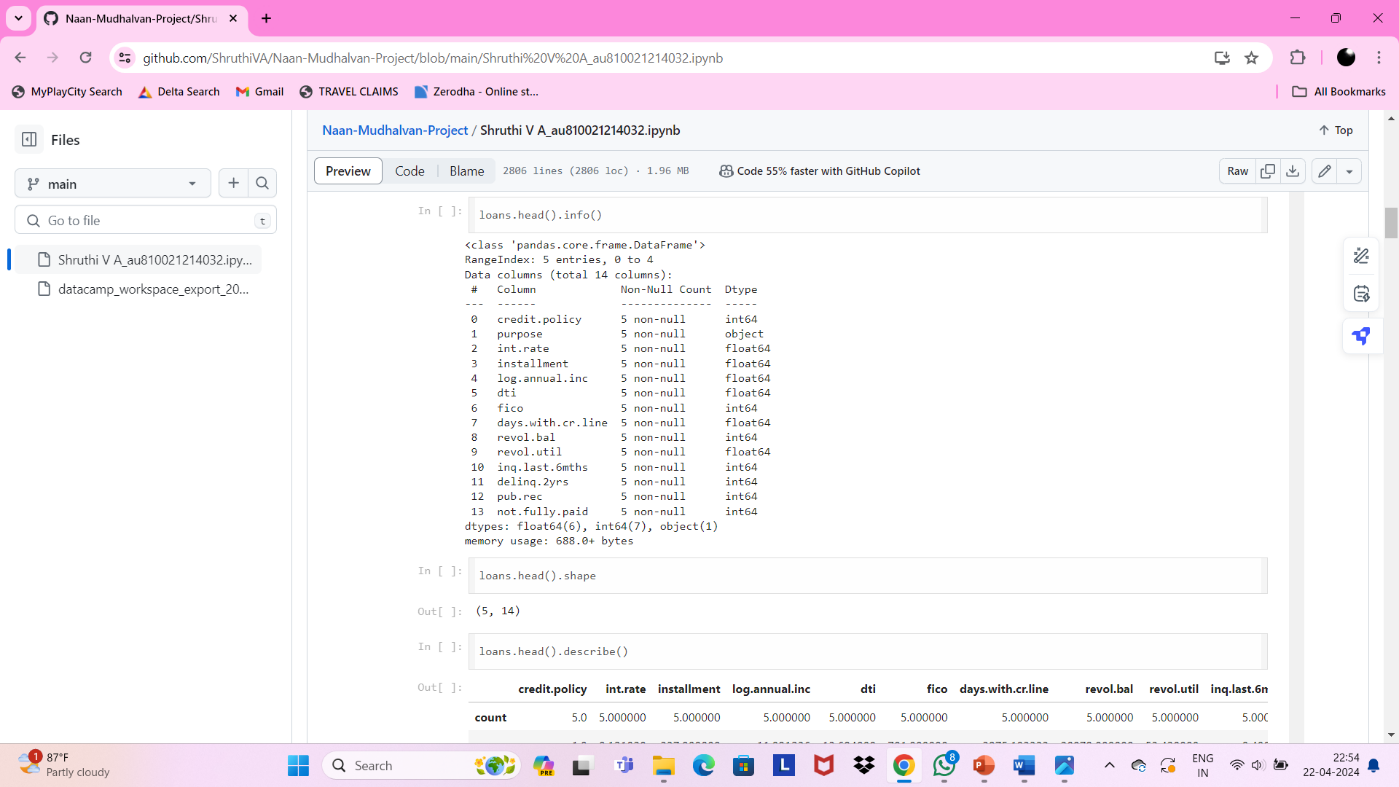 Naan-Mudhalvan-Project/Shru
github.com/ShruthiVA/Naan-Mudhalvan-Project/blob/main/Shruthi%20V%20A_au810021214032.ipynb
MyPlayCity Search
Delta Search
Gmail
TRAVEL CLAIMS
Zerodha - Online st...
All Bookmarks
Files
main
Go to file
t
Shruthi V A_au810021214032.ipy...
datacamp_workspace_export_20...
Naan-Mudhalvan-Project / Shruthi V A_au810021214032.ipynb
Top
Preview
Code
Blame
2806 lines (2806 loc) · 1.96 MB
Code 55% faster with GitHub Copilot
Raw
In [ ]: loans.head().info()
<class 'pandas.core.frame.DataFrame'>
RangeIndex: 5 entries, 0 to 4
Data columns (total 14 columns):
# Column Non-Null Count Dtype
--- ------ -------------- -----
0 credit.policy 5 non-null int64
1 purpose 5 non-null object
2 int.rate 5 non-null float64
3 installment 5 non-null float64
4 log.annual.inc 5 non-null float64
5 dti 5 non-null float64
6 fico 5 non-null int64
7 days.with.cr.line 5 non-null float64
8 revol.bal 5 non-null int64
9 revol.util 5 non-null float64
10 inq.last.6mths 5 non-null int64
11 delinq.2yrs 5 non-null int64
12 pub.rec 5 non-null int64
13 not.fully.paid 5 non-null int64
dtypes: float64(6), int64(7), object(1)
memory usage: 688.0+ bytes
In [ ]: loans.head().shape
Out[ ]: (5, 14)
In [ ]: loans.head().describe()
Out[ ]: credit.policy int.rate installment log.annual.inc dti fico days.with.cr.line revol.bal revol.util inq.last.6m
count 5.0 5.000000 5.000000 5.000000 5.000000 5.000000 5.000000 5.000000 5.000000 5.000
1
87°F
Partly cloudy
Search
PRE
L
8
P
W
ENG
IN
22:54
22-04-2024